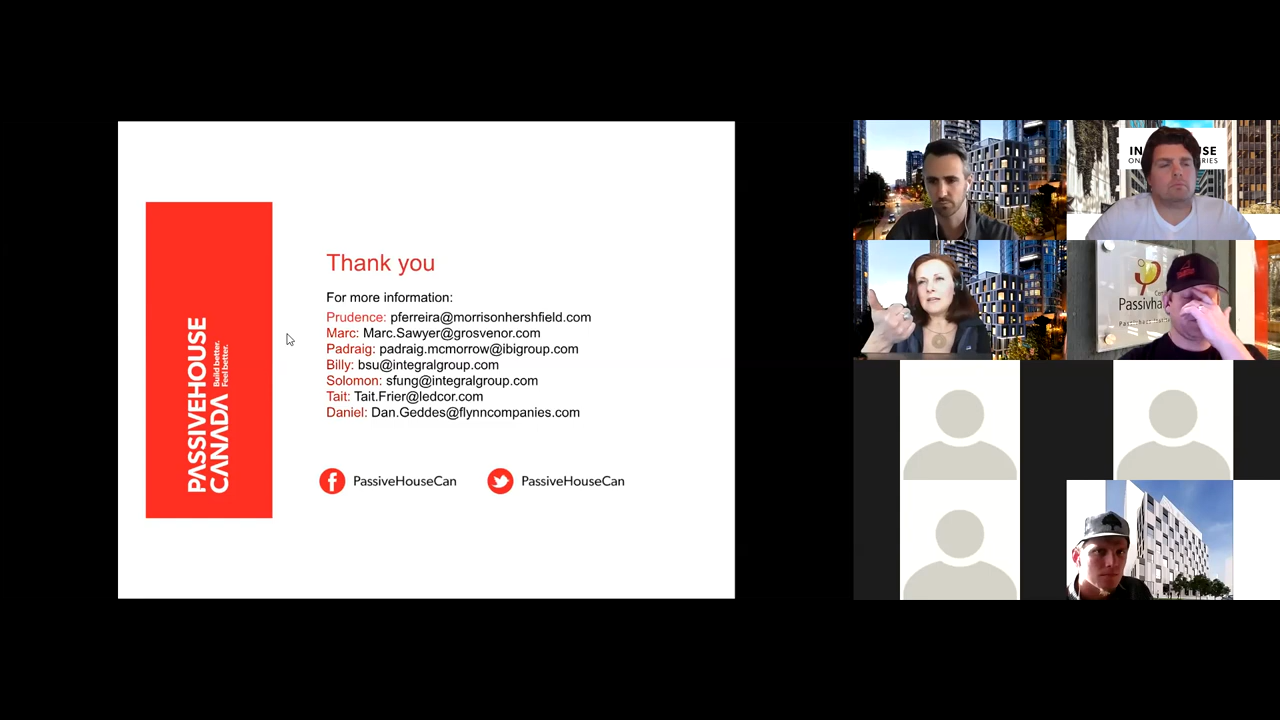 PASSIVEHOUSE
CANADA
Build better.
Feel better.
Thank you
For more information:
Prudence: pferreira@morrisonhershfield.com
Marc: Marc.Sawyer@grosvenor.com
Padraig: padraig.mcmorrow@ibigroup.com
Billy: bsu@integralgroup.com
Solomon: sfung@integralgroup.com
Tait: Tait.Frier@ledcor.com
Daniel: Dan.Geddes@flynncompanies.com
PassiveHouseCan
PassiveHouseCan